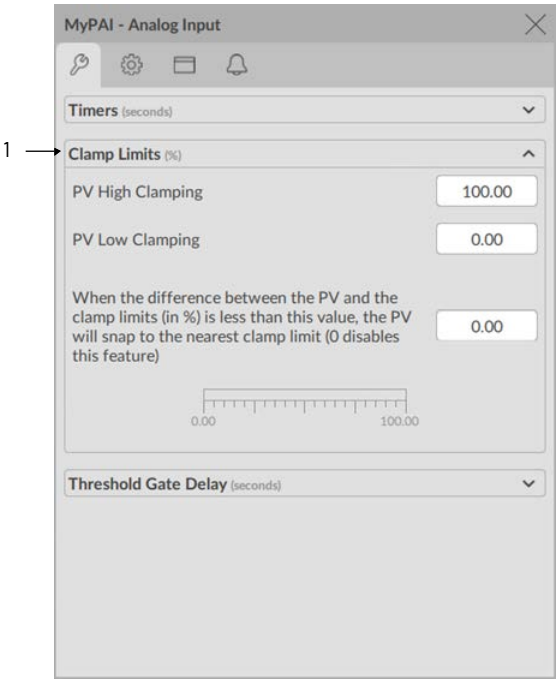 MyPAI - Analog Input
Timers (seconds)
1
Clamp Limits (%)
PV High Clamping
100.00
PV Low Clamping
0.00
When the difference between the PV and the
clamp limits (in %) is less than this value, the PV
will snap to the nearest clamp limit (0 disables
this feature)
0.00
0.00
100.00
Threshold Gate Delay (seconds)